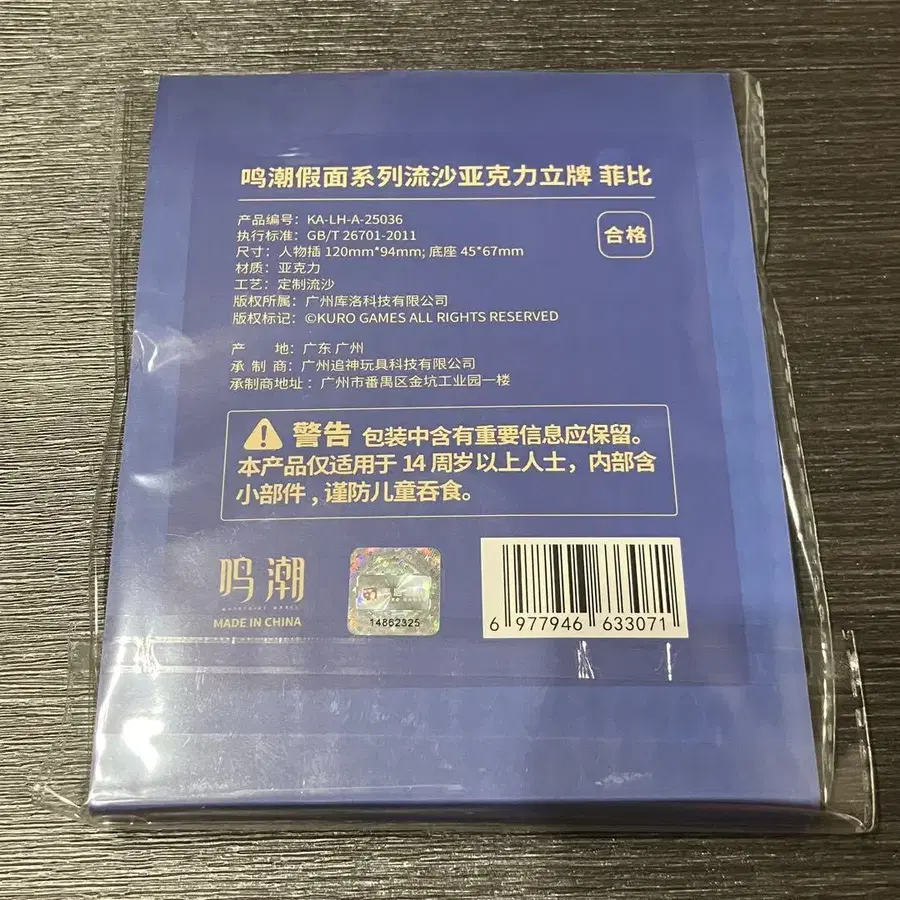 鸣潮假面系列流沙亚克力立牌 菲比
产品编号：KA-LH-A-25036
执行标准：GB/T 26701-2011
尺寸：人物插 120mm*94mm; 底座 45*67mm
材质：亚克力
工艺：定制流沙
版权所属：广州库洛科技有限公司
版权标记：©KURO GAMES ALL RIGHTS RESERVED
合格
产 地：广东 广州
承 制 商：广州追神玩具科技有限公司
承制商地址：广州市番禺区金坑工业园一楼
警告 包装中含有重要信息应保留。
本产品仅适用于 14 周岁以上人士，内部含
小部件，谨防儿童吞食。
鸣潮
MADE IN CHINA
14862325
6 977946 633071